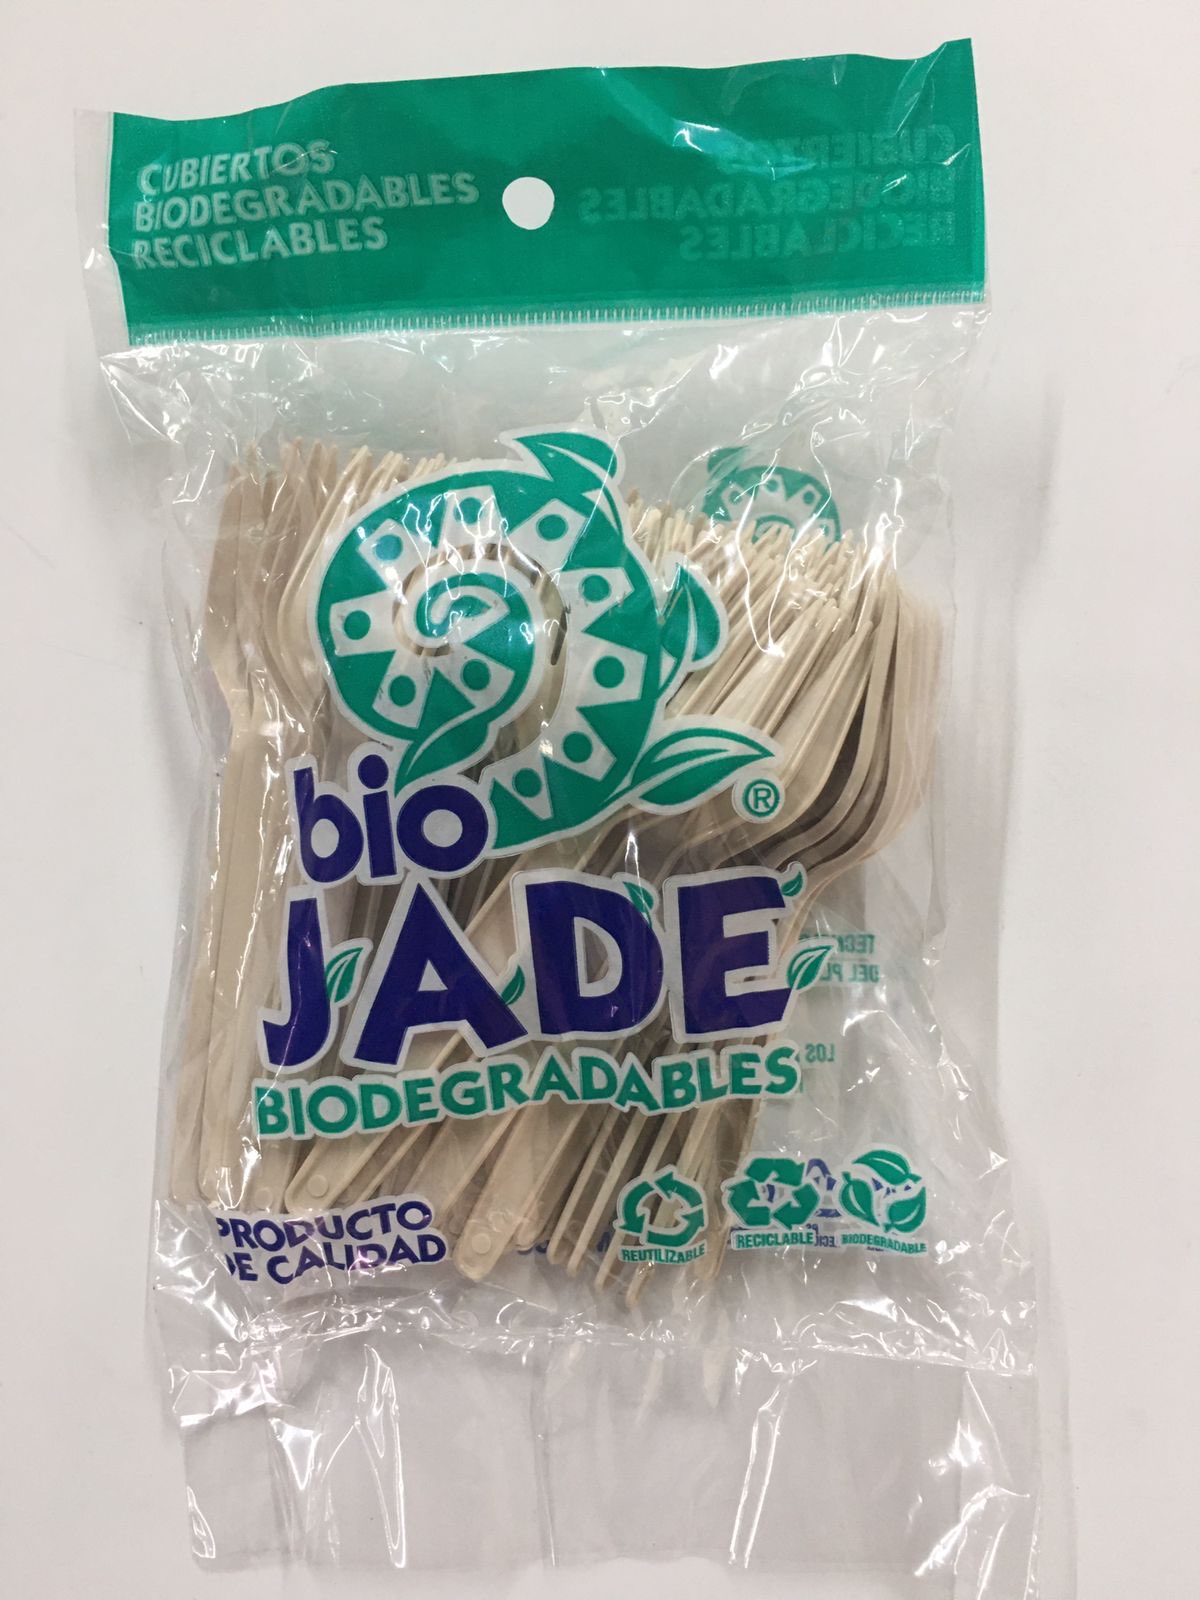 CUBIERTOS
BIODEGRADABLES
RECICLABLES
bio
®
JADE
BIODEGRADABLES
PRODUCTO
DE CALIDAD
REUTILIZABLE
RECICLABLE
BIODEGRADABLE